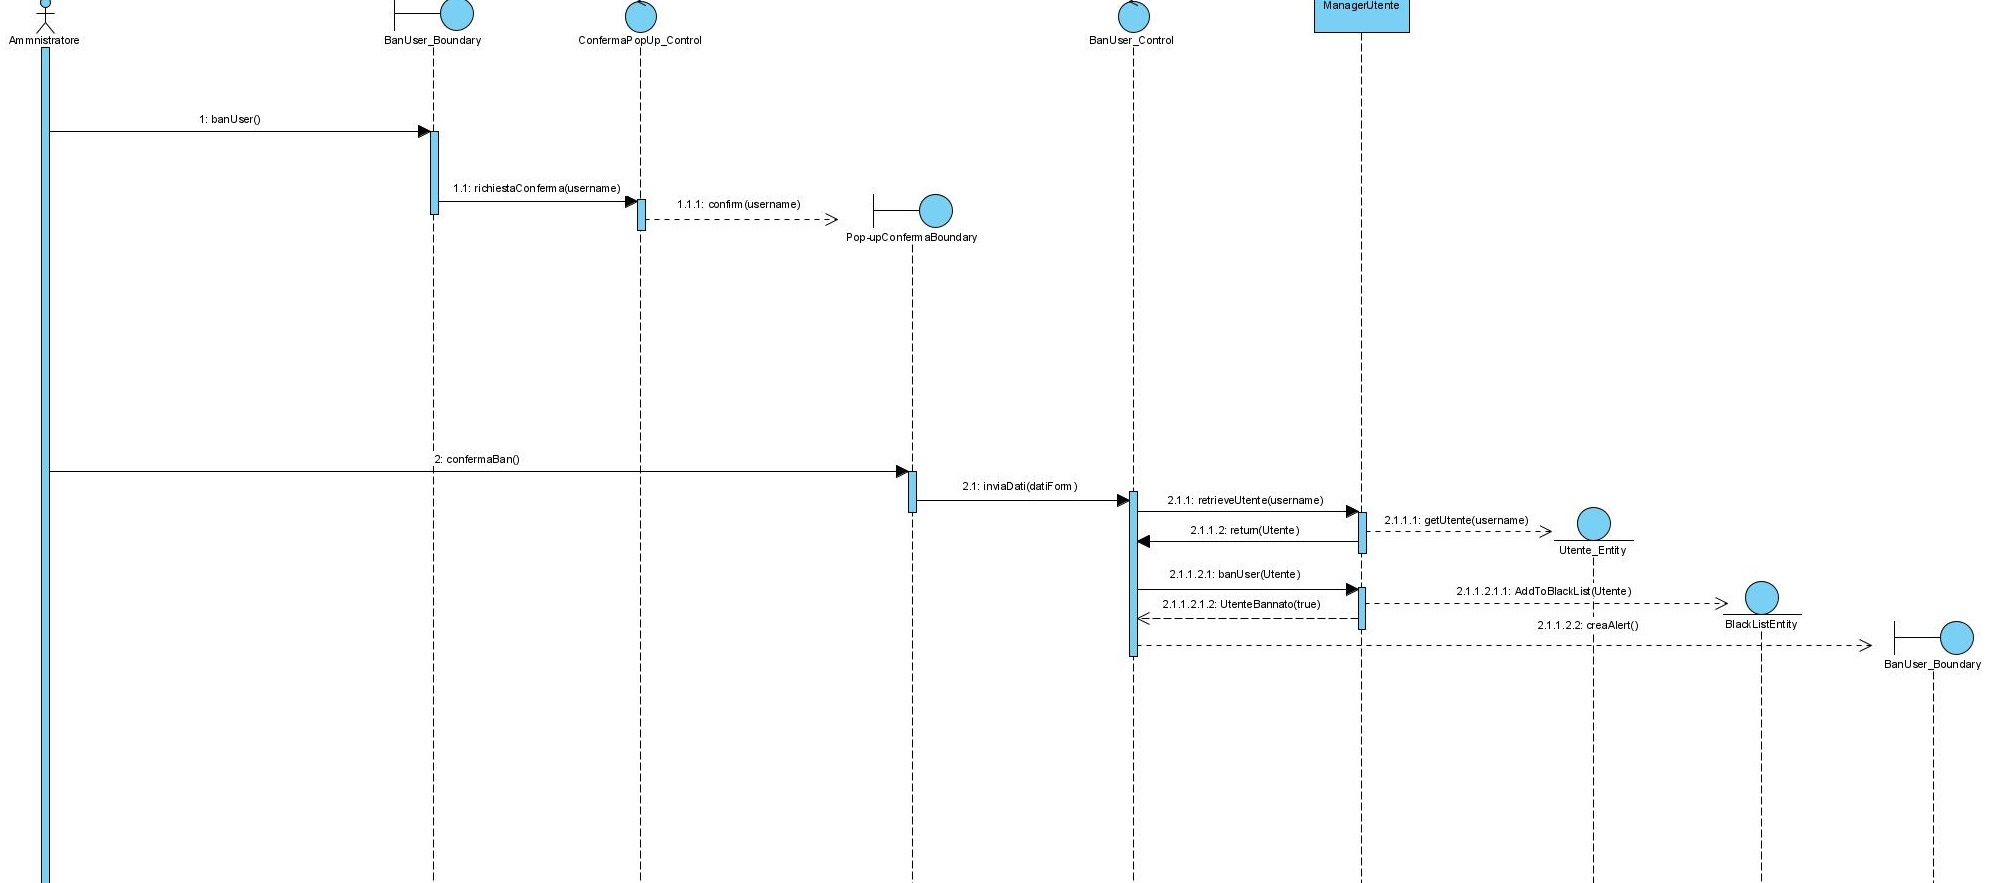 ManagerUtente
Ammnistratore
BanUser_Boundary
ConfermaPopUp_Control
BanUser_Control
1: banUser()
1.1: richiestaConferma(username)
1.1.1: confirm(username)
Pop-upConfermaBoundary
2: confermaBan()
2.1: inviaDati(datiForm)
2.1.1: retrieveUtente(username)
2.1.1.1: getUtente(username)
2.1.1.2: return(Utente)
Utente_Entity
2.1.1.2.1: banUser(Utente)
2.1.1.2.1.1: AddToBlackList(Utente)
2.1.1.2.1.2: UtenteBannato(true)
BlackListEntity
2.1.1.2.2: creaAlert()
BanUser_Boundary